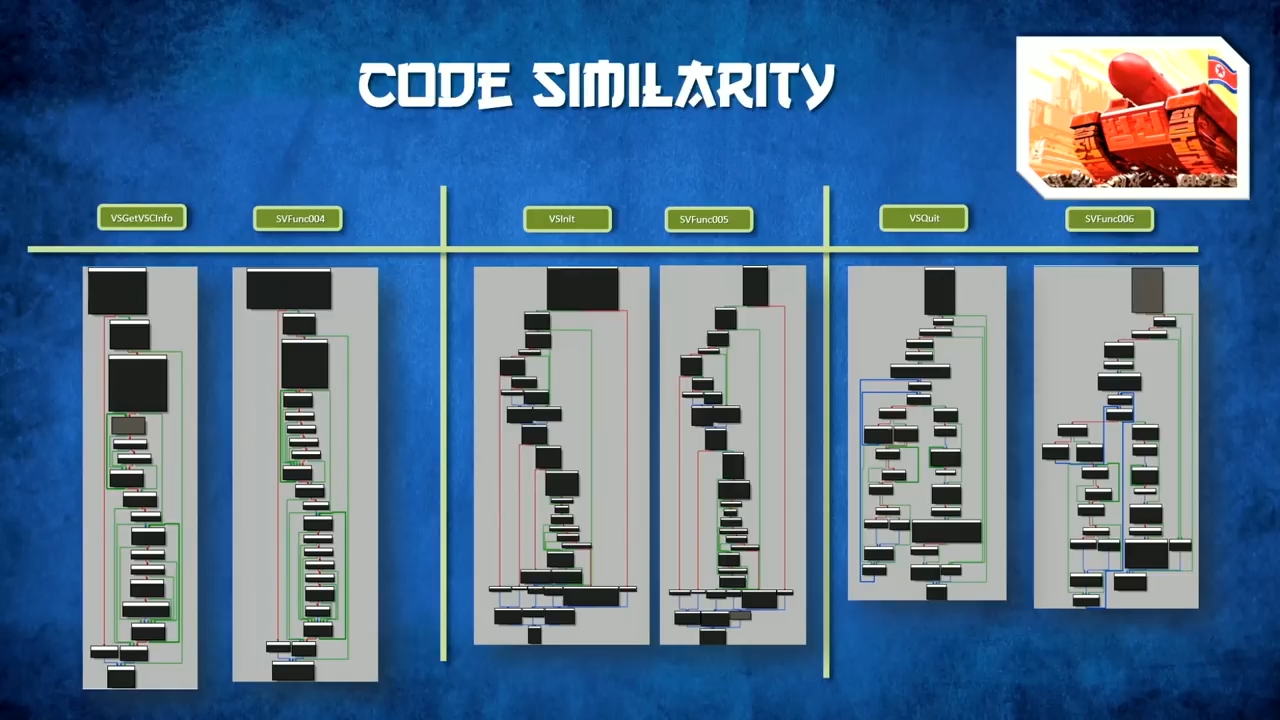 CODE SIMILARITY
VSGetVSCInfo
SVFunc004
VSInit
SVFunc005
VSQuit
SVFunc006